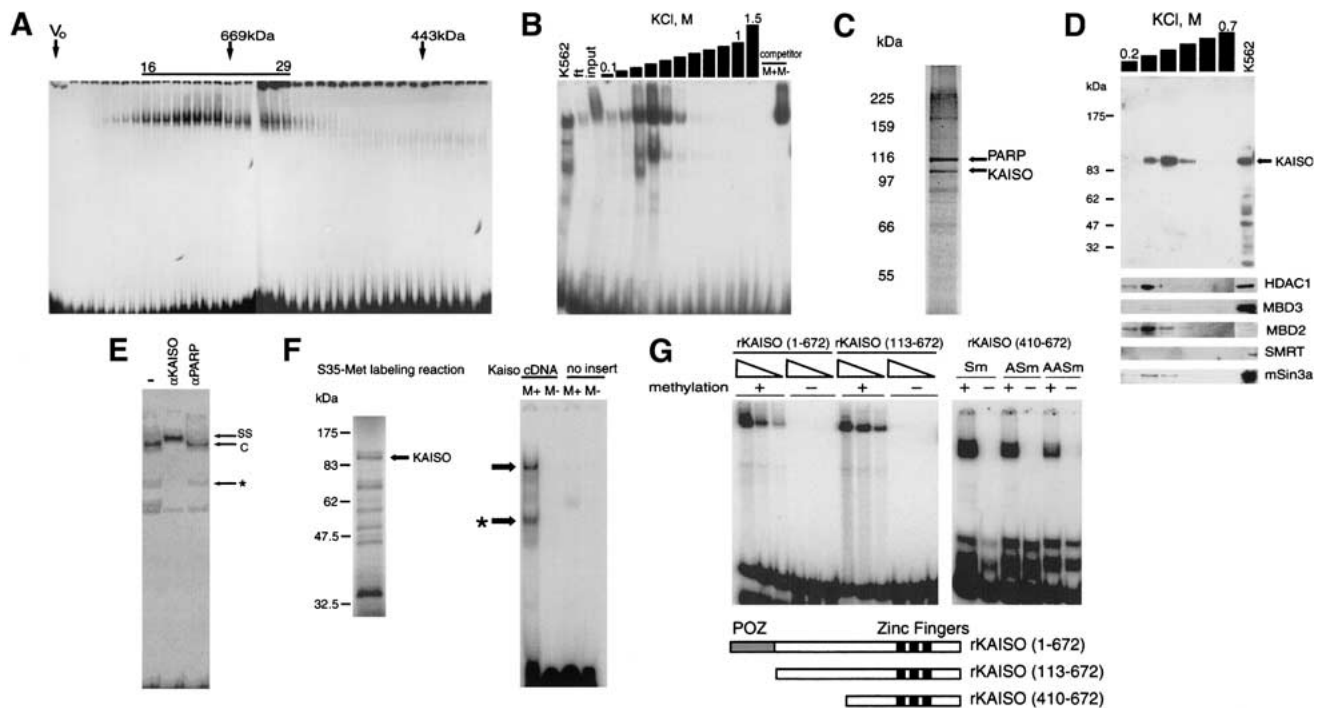 A
Vo
669kDa
443kDa
16
29
B
KCl, M
1.5
1
0.1
K562
ft
input
competitor
M+M-
C
kDa
225
159
116
97
66
55
PARP
KAISO
D
KCl, M
0.7
0.2
K562
kDa
175
83
62
47
32
KAISO
HDAC1
MBD3
MBD2
SMRT
mSin3a
E
-
αKAISO
αPARP
SS
C
*
F
S35-Met labeling reaction
kDa
175
83
62
47.5
32.5
KAISO
Kaiso cDNA
no insert
M+ M- M+ M-
*
G
rKAISO (1-672)
rKAISO (113-672)
rKAISO (410-672)
methylation
+ − + −
Sm ASm AASm
+ − + − + −
POZ
Zinc Fingers
rKAISO (1-672)
rKAISO (113-672)
rKAISO (410-672)